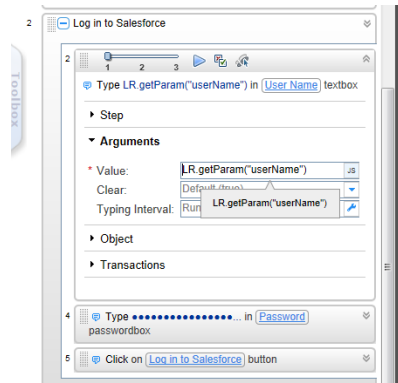 2 Log in to Salesforce
2
1 2 3
Type LR.getParam("userName") in User Name textbox
Step
Arguments
* Value: LR.getParam("userName") JS
Clear: Default (true)
LR.getParam("userName")
Typing Interval: Run
Object
Transactions
4 Type ●●●●●●●●●●●●●●●●... in Password
passwordbox
5 Click on Log in to Salesforce button
Toolbox